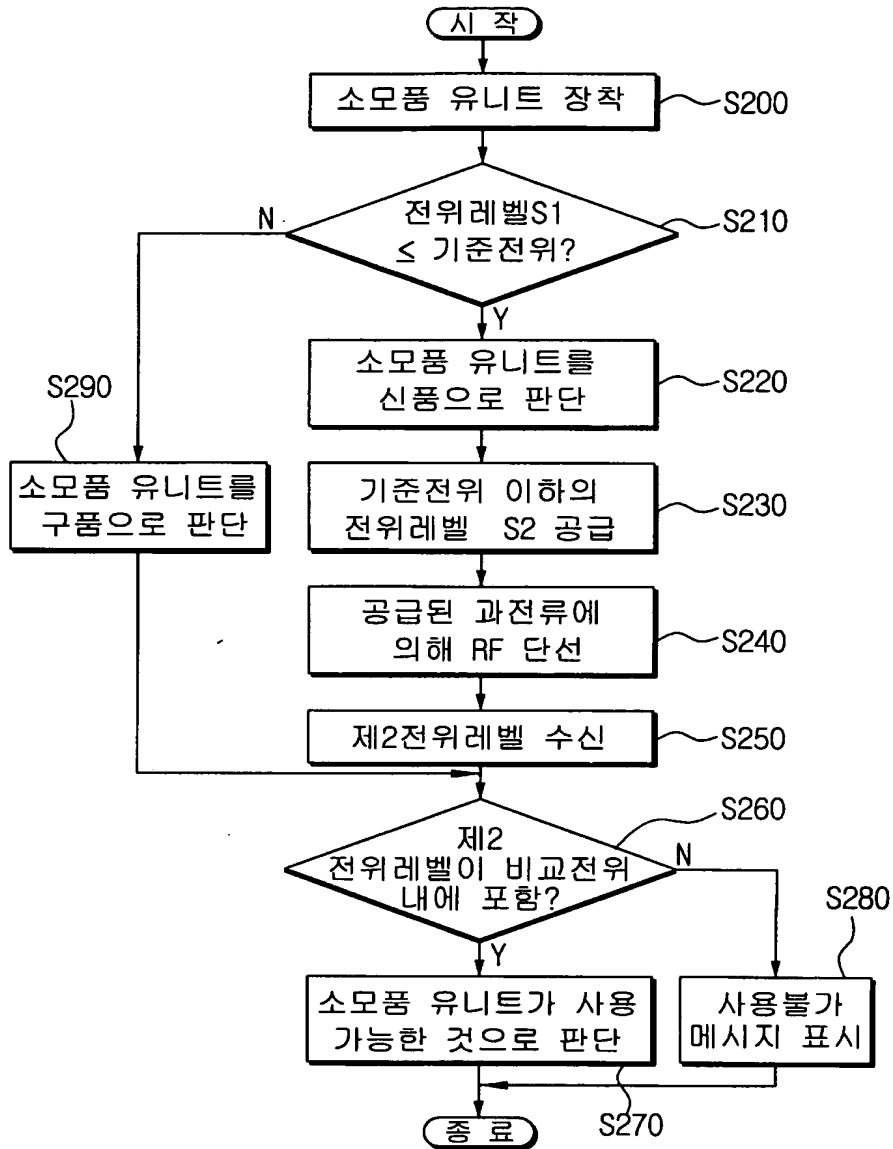 시 작
소모품 유니트 장착
S200
전위레벨S1
≤ 기준전위?
S210
N
Y
소모품 유니트를
신품으로 판단
S220
S290
소모품 유니트를
구품으로 판단
기준전위 이하의
전위레벨 S2 공급
S230
공급된 과전류에
의해 RF 단선
S240
제2전위레벨 수신
S250
S260
제2
전위레벨이 비교전위
내에 포함?
N
Y
S280
소모품 유니트가 사용
가능한 것으로 판단
사용불가
메시지 표시
S270
종 료